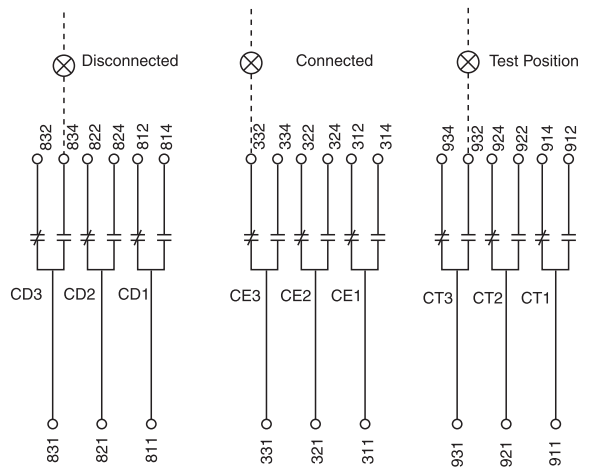 Disconnected
Connected
Test Position
832
834
822
824
812
814
332
334
322
324
312
314
934
932
924
922
914
912
CD3
CD2
CD1
CE3
CE2
CE1
CT3
CT2
CT1
831
821
811
331
321
311
931
921
911